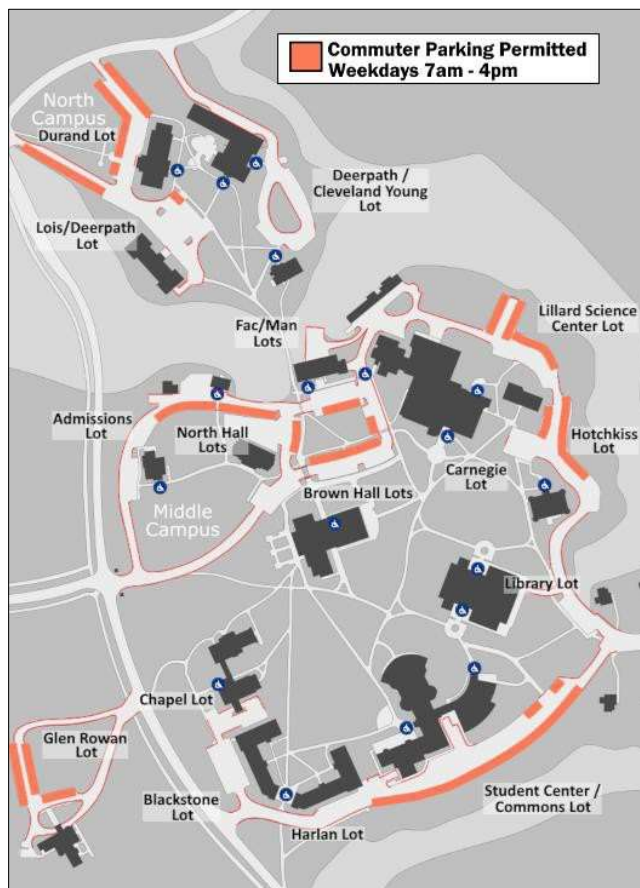 Commuter Parking Permitted
Weekdays 7am - 4pm
North
Campus
Durand Lot
Deerpath /
Cleveland Young
Lot
Lois/Deerpath
Lot
Fac/Man
Lots
Lillard Science
Center Lot
Admissions
Lot
North Hall
Lots
Hotchkiss
Lot
Carnegie
Lot
Brown Hall Lots
Middle
Campus
Library Lot
Chapel Lot
Glen Rowan
Lot
Blackstone
Lot
Student Center /
Commons Lot
Harlan Lot